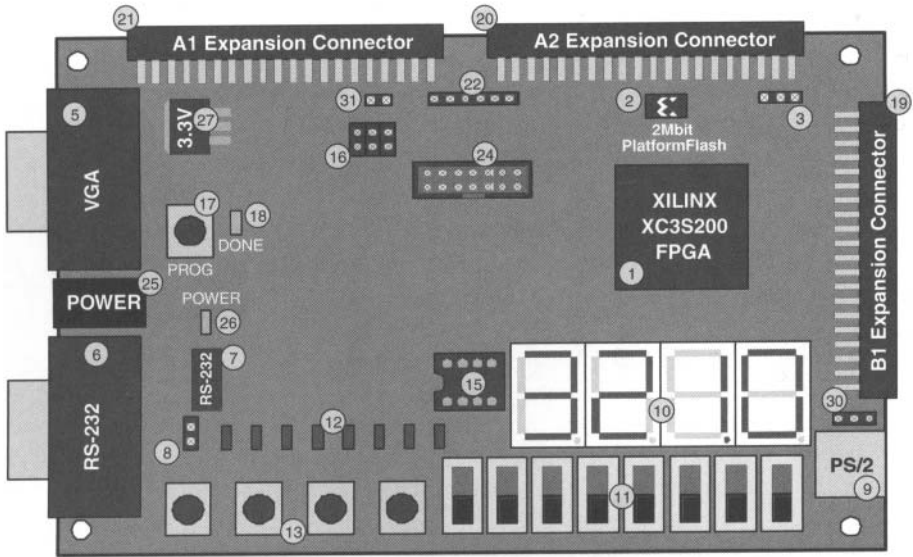 21
A1 Expansion Connector
20
A2 Expansion Connector
5
VGA
3.3V
27
31
22
2
2Mbit
PlatformFlash
3
19
B1 Expansion Connector
16
24
17
PROG
18
DONE
XILINX
XC3S200
FPGA
1
25
POWER
POWER
26
6
RS-232
7
RS-232
15
321.0
10
30
8
12
13
11
PS/2
9